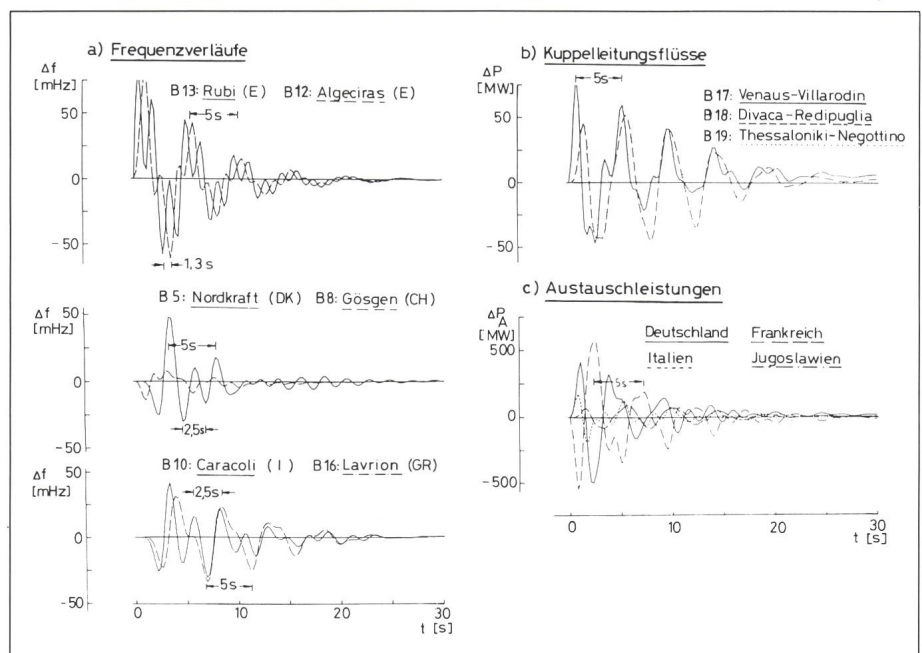 a) Frequenzverläufe
Δf
[mHz]
B13: Rubi (E) B12: Algeciras (E)
5s
50
0
-50
1,3s
B5: Nordkraft (DK) B8: Gösgen (CH)
Δf
[mHz]
50
5s
0
2,5s
-50
B10: Caracoli (I) B16: Lavrion (GR)
Δf
[mHz]
50
2,5s
0
5s
-50
0 10 20 30
t [s]
b) Kuppelleitungsflüsse
ΔP
[MW]
5s
B17: Venaus-Villarodin
B18: Divaca-Redipuglia
B19: Thessaloniki-Negottino
50
0
-50
c) Austauschleistungen
ΔP
A
[MW]
Deutschland Frankreich
Italien Jugoslawien
500
5s
0
-500
0 10 20 30
t [s]